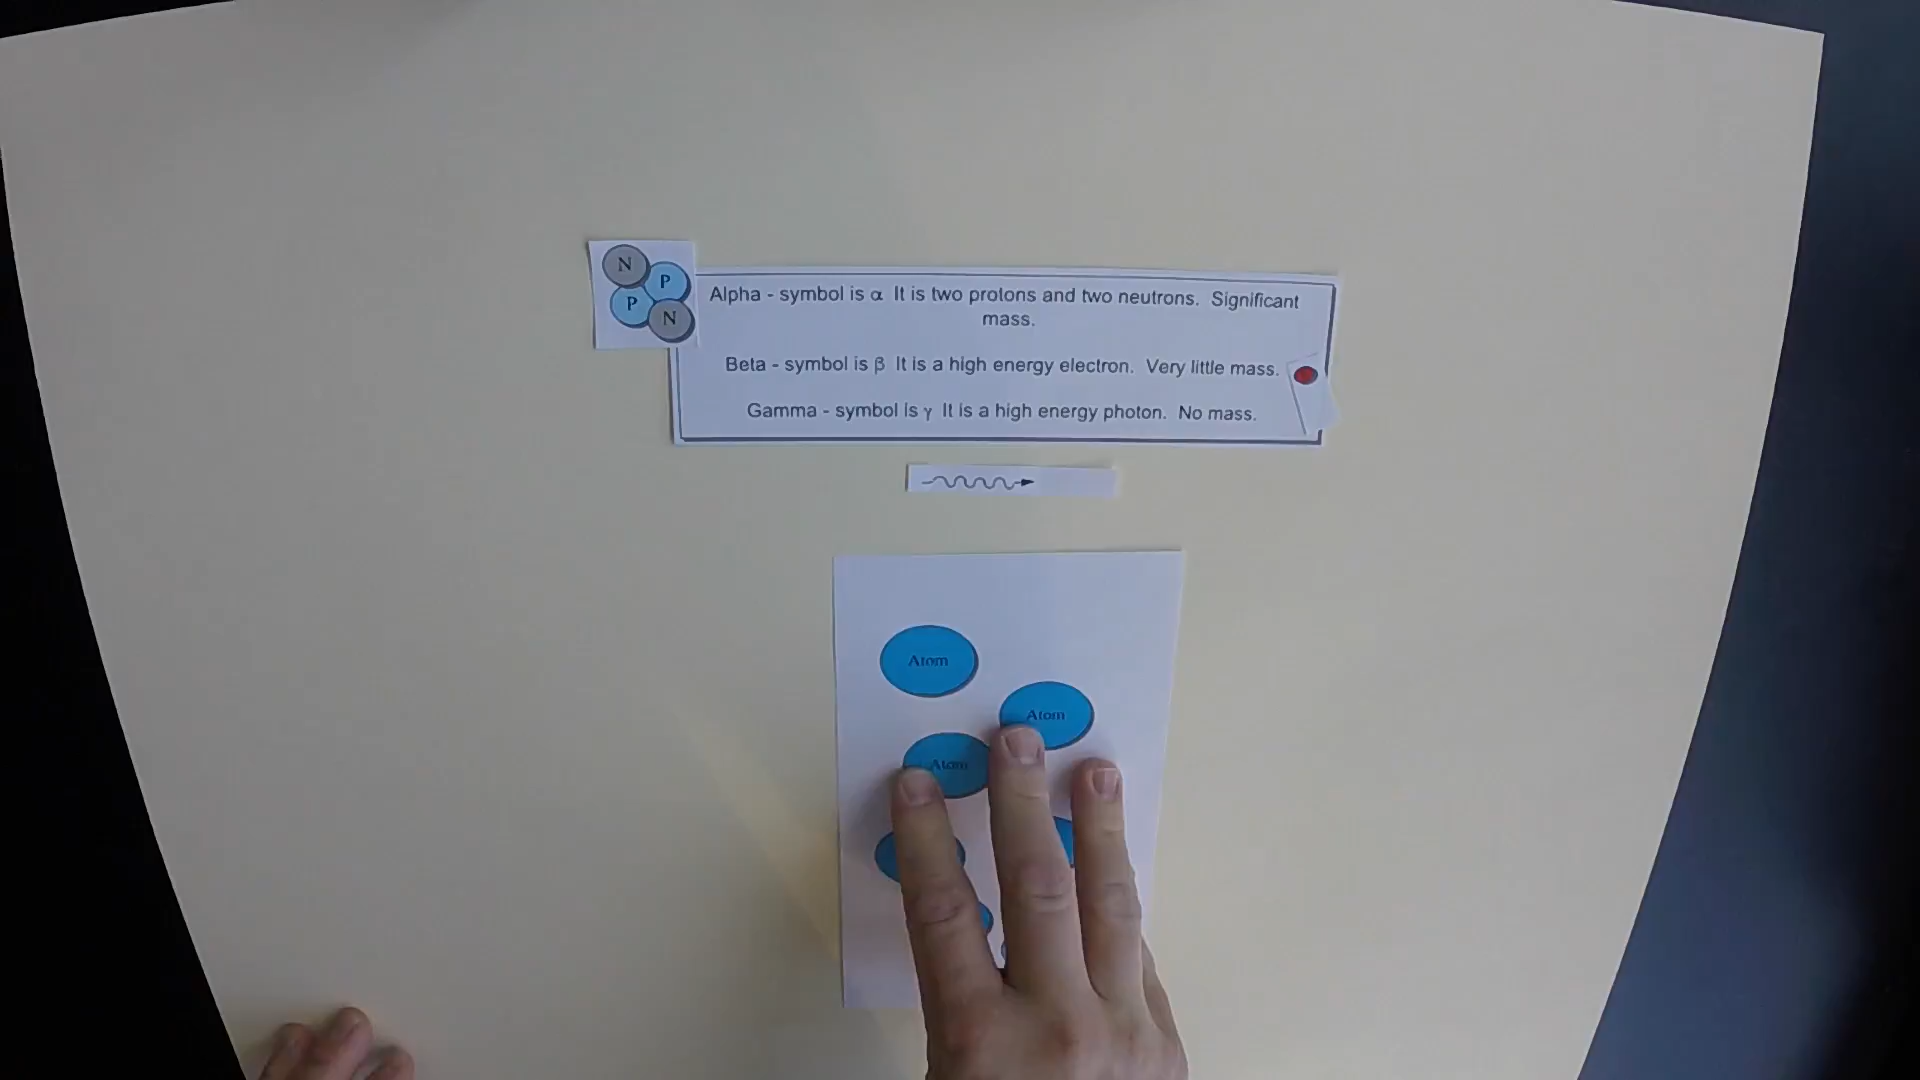 N
P
P
N
Alpha - symbol is α It is two protons and two neutrons. Significant
mass.
Beta - symbol is β It is a high energy electron. Very little mass.
Gamma - symbol is γ It is a high energy photon. No mass.
Atom
Atom
Atom